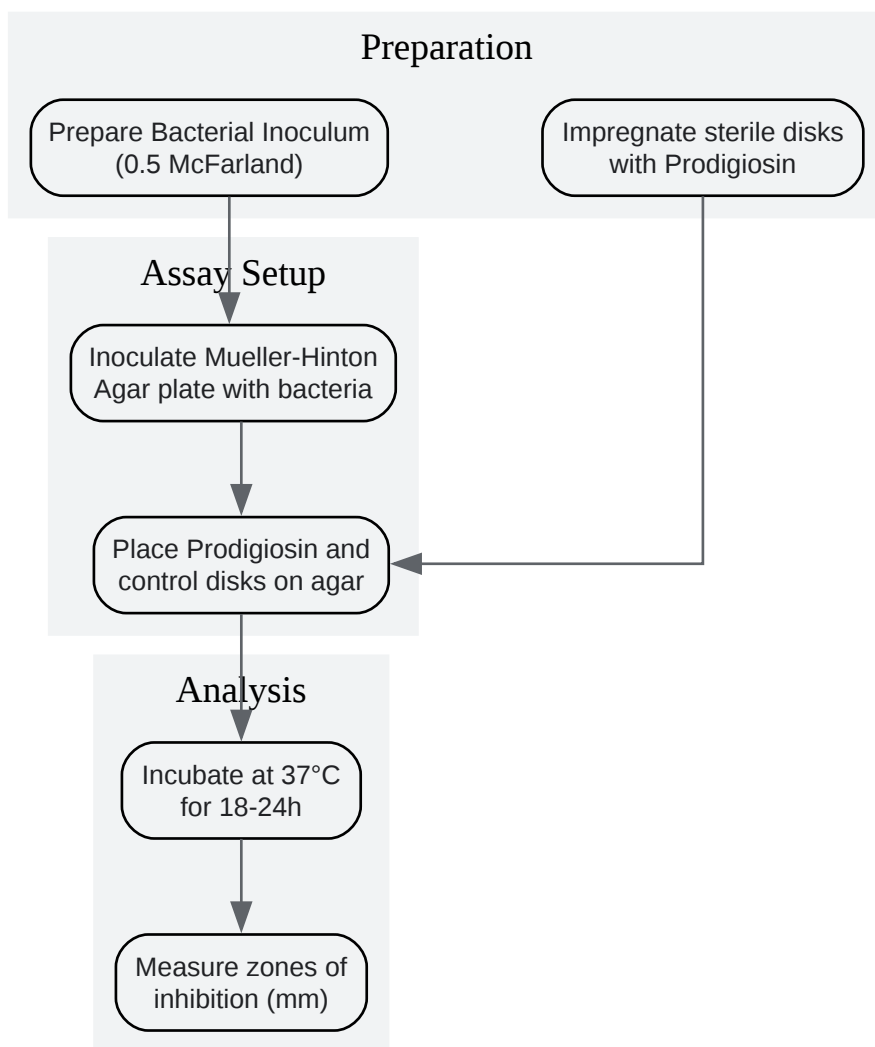 Preparation
Prepare Bacterial Inoculum
(0.5 McFarland)
Impregnate sterile disks
with Prodigiosin
Assay Setup
Inoculate Mueller-Hinton
Agar plate with bacteria
Place Prodigiosin and
control disks on agar
Analysis
Incubate at 37°C
for 18-24h
Measure zones of
inhibition (mm)